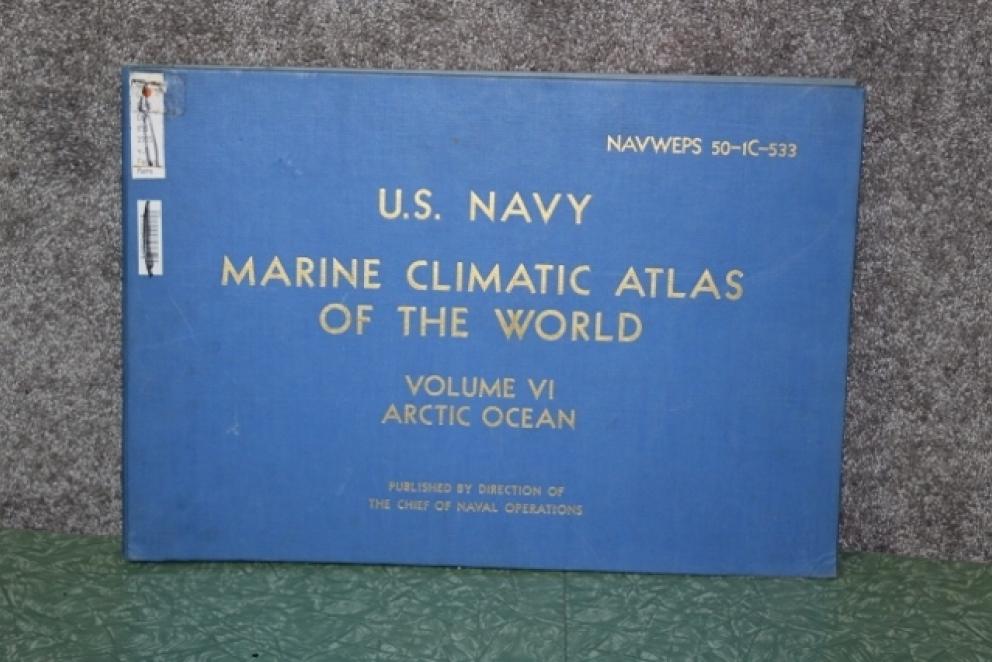 NAVWEPS 50-1C-533
U.S. NAVY
MARINE CLIMATIC ATLAS
OF THE WORLD
VOLUME VI
ARCTIC OCEAN
PUBLISHED BY DIRECTION OF
THE CHIEF OF NAVAL OPERATIONS